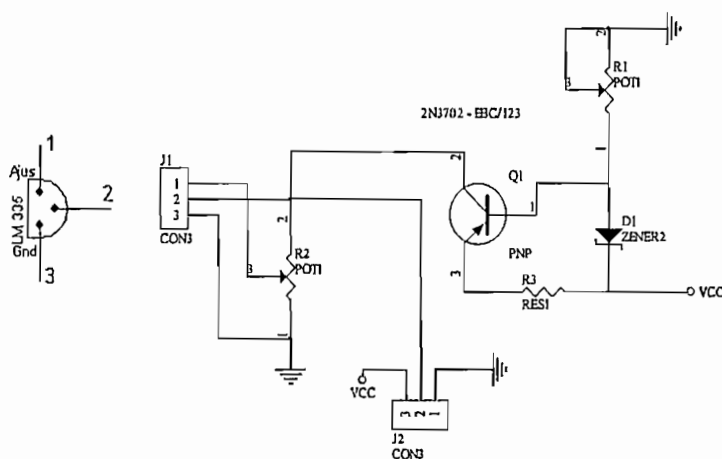 1
Ajus
LM 335
Gnd
2
3
J1
1
2
3
CON3
2
3
R2
POT1
1
2N3702 - EBC/123
2
Q1
1
PNP
3
R3
RES1
2
3
R1
POT1
1
D1
ZENER2
VCC
VCC
3
2
1
J2
CON3